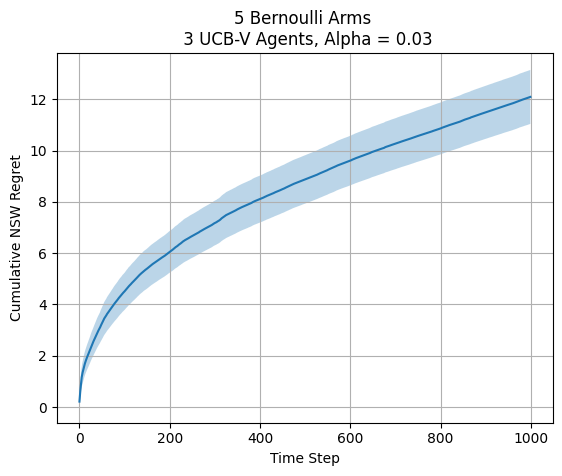 5 Bernoulli Arms
3 UCB-V Agents, Alpha = 0.03
Cumulative NSW Regret
12
10
8
6
4
2
0
0 200 400 600 800 1000
Time Step